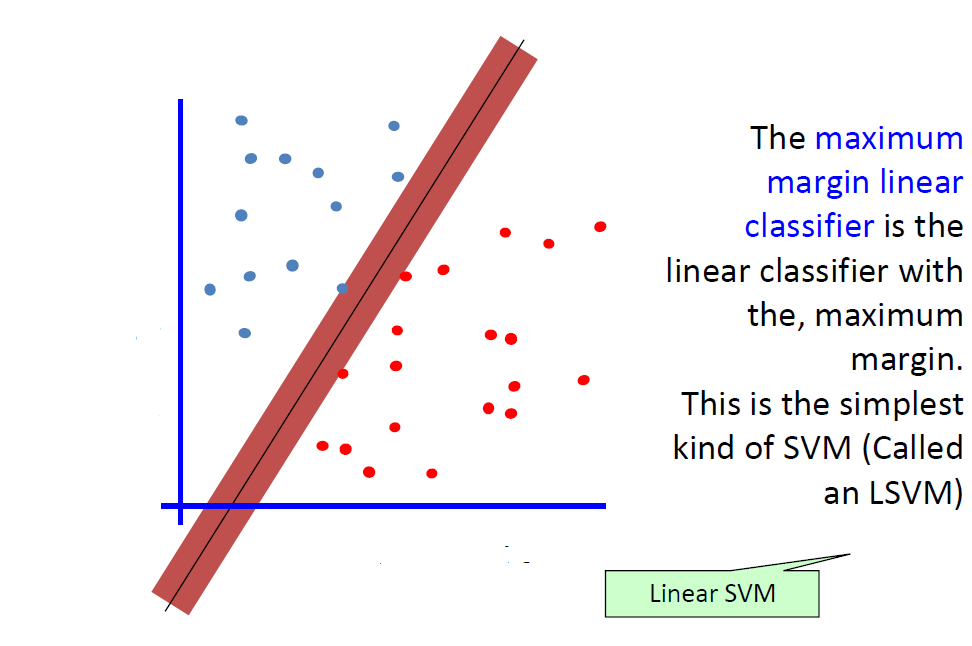 The maximum
margin linear
classifier is the
linear classifier with
the, maximum
margin.
This is the simplest
kind of SVM (Called
an LSVM)
Linear SVM